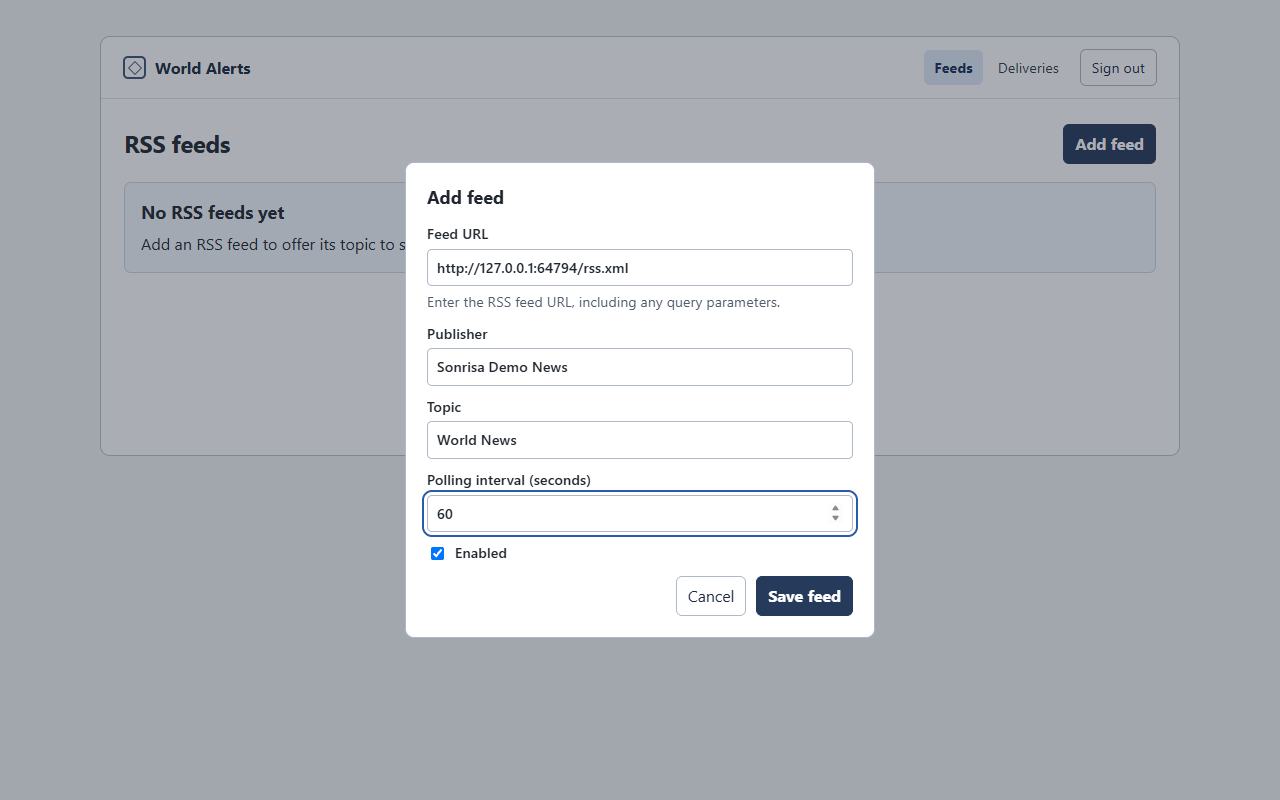 World Alerts
Feeds
Deliveries
Sign out
RSS feeds
Add feed
No RSS feeds yet
Add an RSS feed to offer its topic to s
Add feed
Feed URL
http://127.0.0.1:64794/rss.xml
Enter the RSS feed URL, including any query parameters.
Publisher
Sonrisa Demo News
Topic
World News
Polling interval (seconds)
60
Enabled
Cancel
Save feed